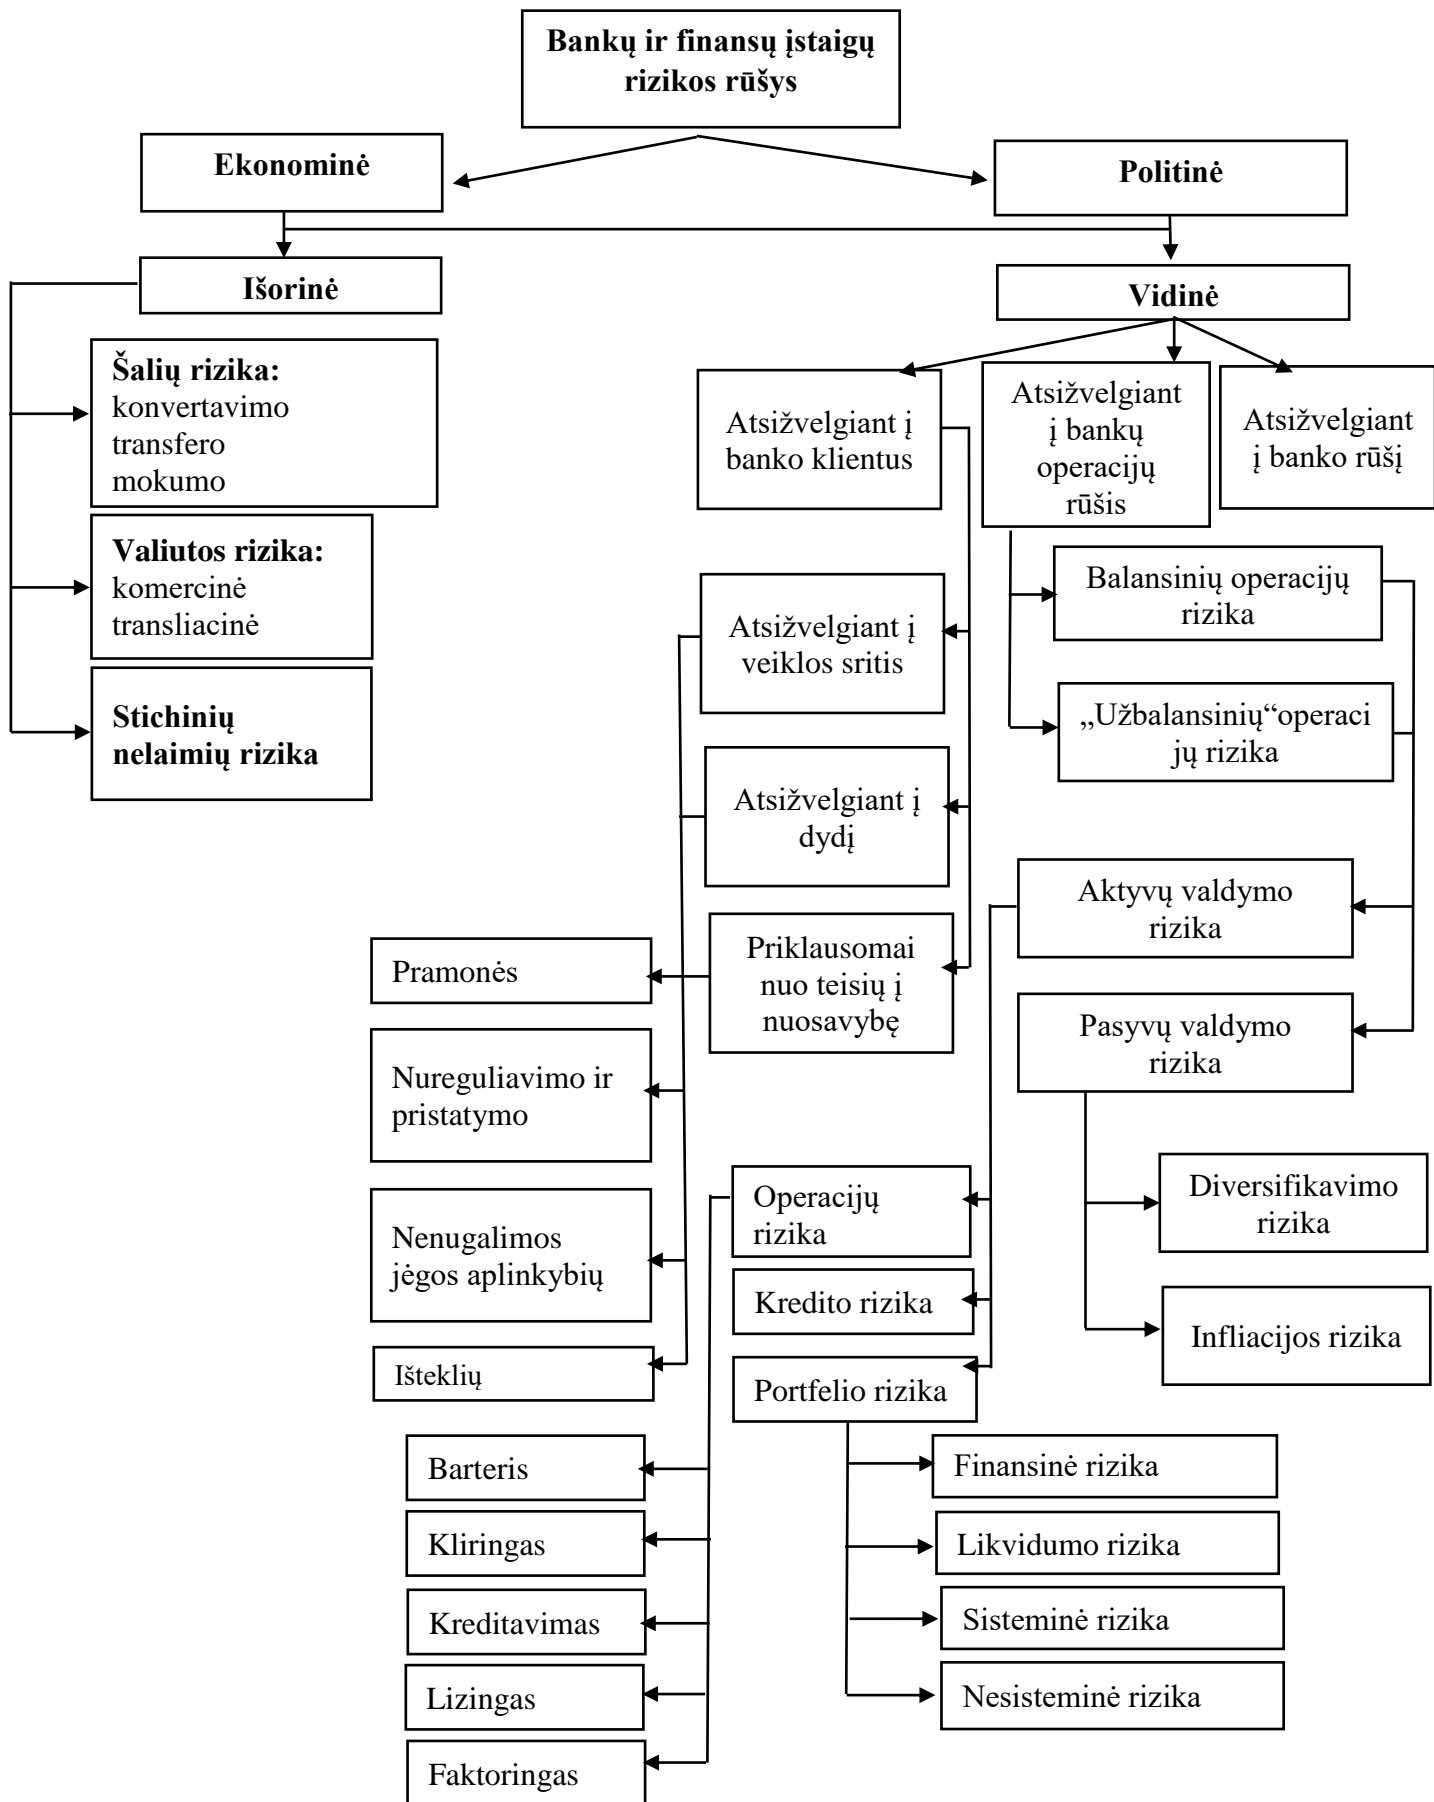 Bankų ir finansų įstaigų
rizikos rūšys
Ekonominė
Politinė
Išorinė
Vidinė
Šalių rizika:
konvertavimo
transfero
mokumo
Valiutos rizika:
komercinė
transliacinė
Stichinių
nelaimių rizika
Atsižvelgiant į
banko klientus
Atsižvelgiant
į bankų
operacijų
rūšis
Atsižvelgiant
į banko rūšį
Balansinių operacijų
rizika
„Užbalansinių“operaci
jų rizika
Atsižvelgiant į
veiklos sritis
Atsižvelgiant į
dydį
Priklausomai
nuo teisių į
nuosavybę
Aktyvų valdymo
rizika
Pasyvų valdymo
rizika
Pramonės
Nureguliavimo ir
pristatymo
Nenugalimos
jėgos aplinkybių
Išteklių
Operacijų
rizika
Kredito rizika
Portfelio rizika
Diversifikavimo
rizika
Infliacijos rizika
Barteris
Kliringas
Kreditavimas
Lizingas
Faktoringas
Finansinė rizika
Likvidumo rizika
Sisteminė rizika
Nesisteminė rizika